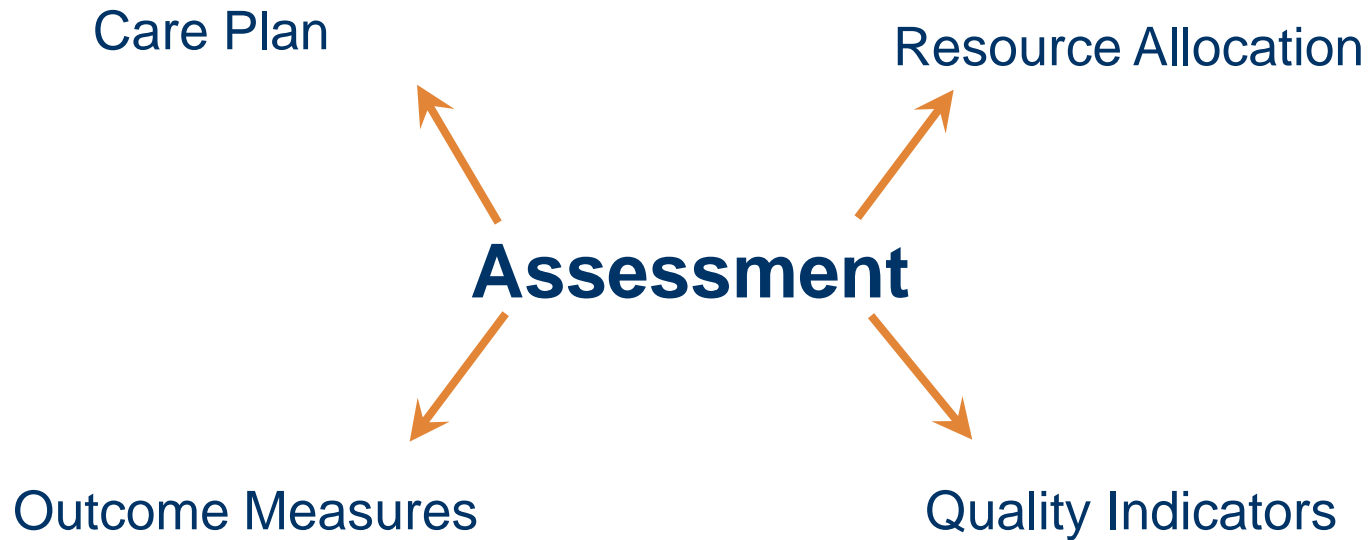 Care Plan
Resource Allocation
Assessment
Outcome Measures
Quality Indicators